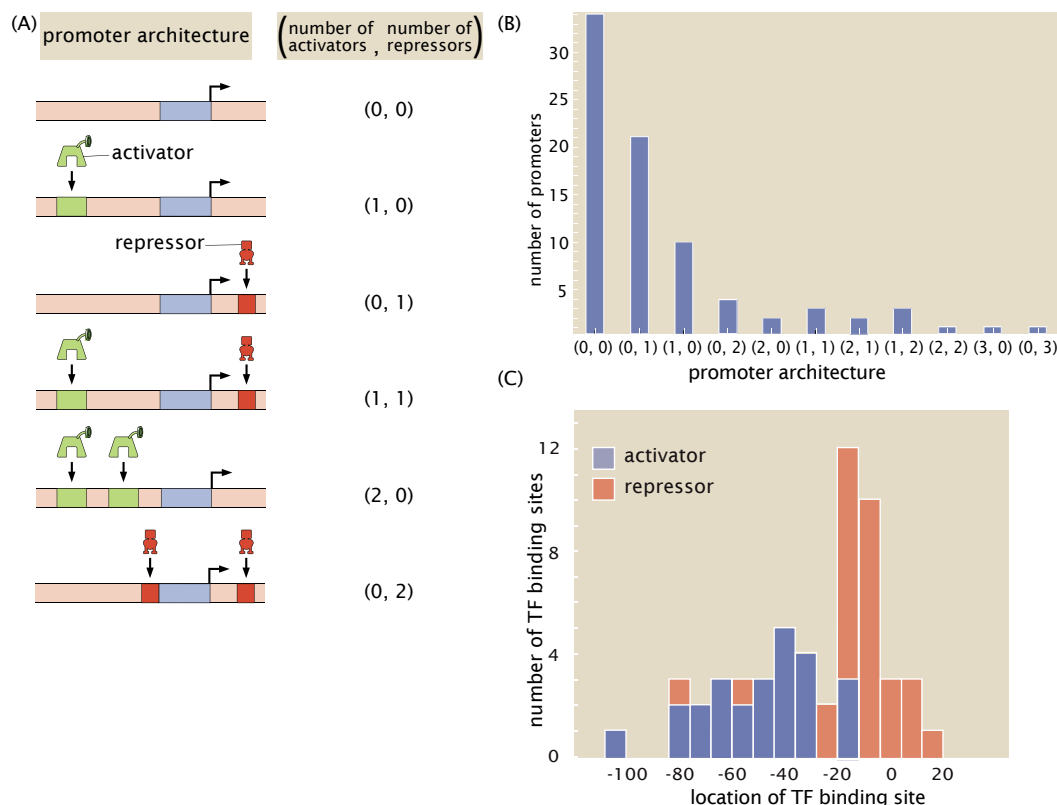 (A)
promoter architecture
(number of activators, number of repressors)
(0, 0)
activator
(1, 0)
repressor
(0, 1)
(1, 1)
(2, 0)
(0, 2)
(B)
number of promoters
30
25
20
15
10
5
(0, 0) (0, 1) (1, 0) (0, 2) (2, 0) (1, 1) (2, 1) (1, 2) (2, 2) (3, 0) (0, 3)
promoter architecture
(C)
number of TF binding sites
12
8
4
0
activator
repressor
-100 -80 -60 -40 -20 0 20
location of TF binding site